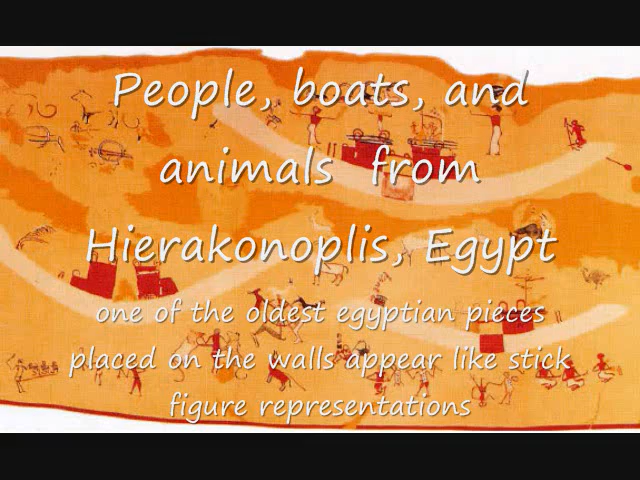 People, boats, and
animals from
Hierakonoplis, Egypt
one of the oldest egyptian pieces
placed on the walls appear like stick
figure representations